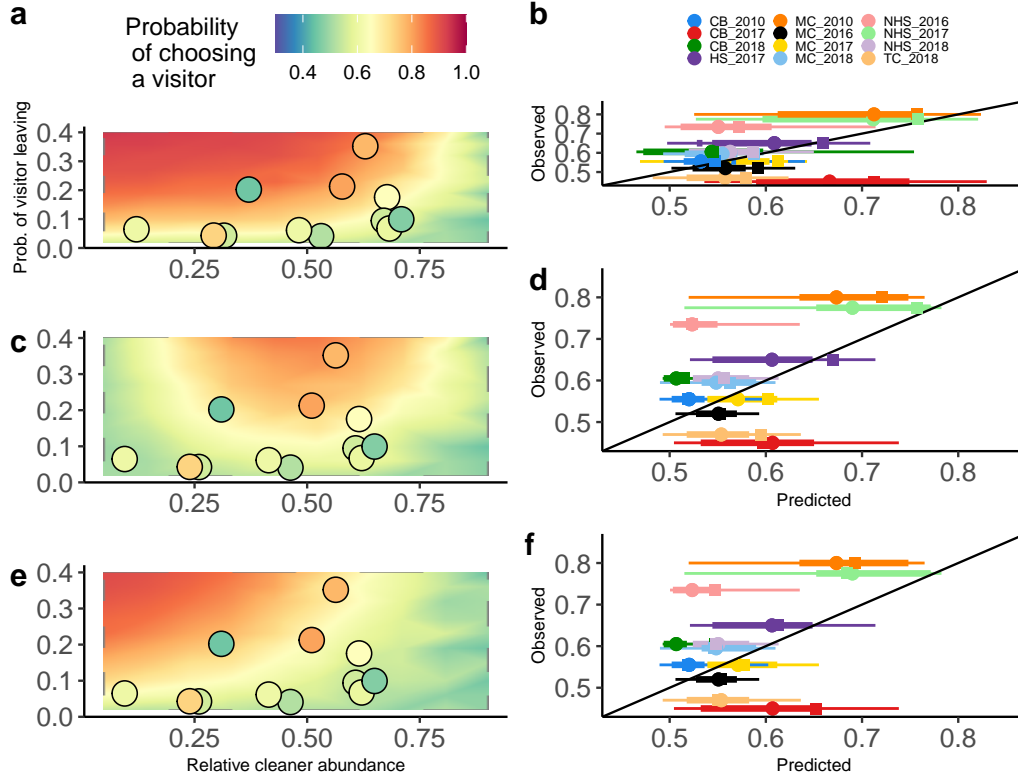 a
Probability
of choosing
a visitor
0.4 0.6 0.8 1.0
Prob. of visitor leaving
0.4
0.3
0.2
0.1
0.0
0.25 0.50 0.75
b
CB_2010 MC_2010 NHS_2016
CB_2017 MC_2016 NHS_2017
CB_2018 MC_2017 NHS_2018
HS_2017 MC_2018 TC_2018
Observed
0.8
0.7
0.6
0.5
0.5 0.6 0.7 0.8
c
0.4
0.3
0.2
0.1
0.0
0.25 0.50 0.75
d
Observed
0.8
0.7
0.6
0.5
0.5 0.6 0.7 0.8
Predicted
e
0.4
0.3
0.2
0.1
0.0
0.25 0.50 0.75
Relative cleaner abundance
f
Observed
0.8
0.7
0.6
0.5
0.5 0.6 0.7 0.8
Predicted